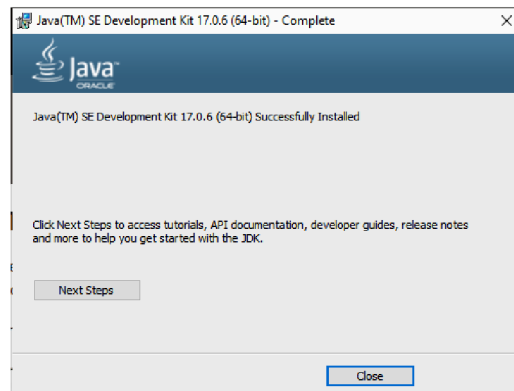 Java(TM) SE Development Kit 17.0.6 (64-bit) - Complete
Java™
ORACLE
Java(TM) SE Development Kit 17.0.6 (64-bit) Successfully Installed
Click Next Steps to access tutorials, API documentation, developer guides, release notes
and more to help you get started with the JDK.
Next Steps
Close